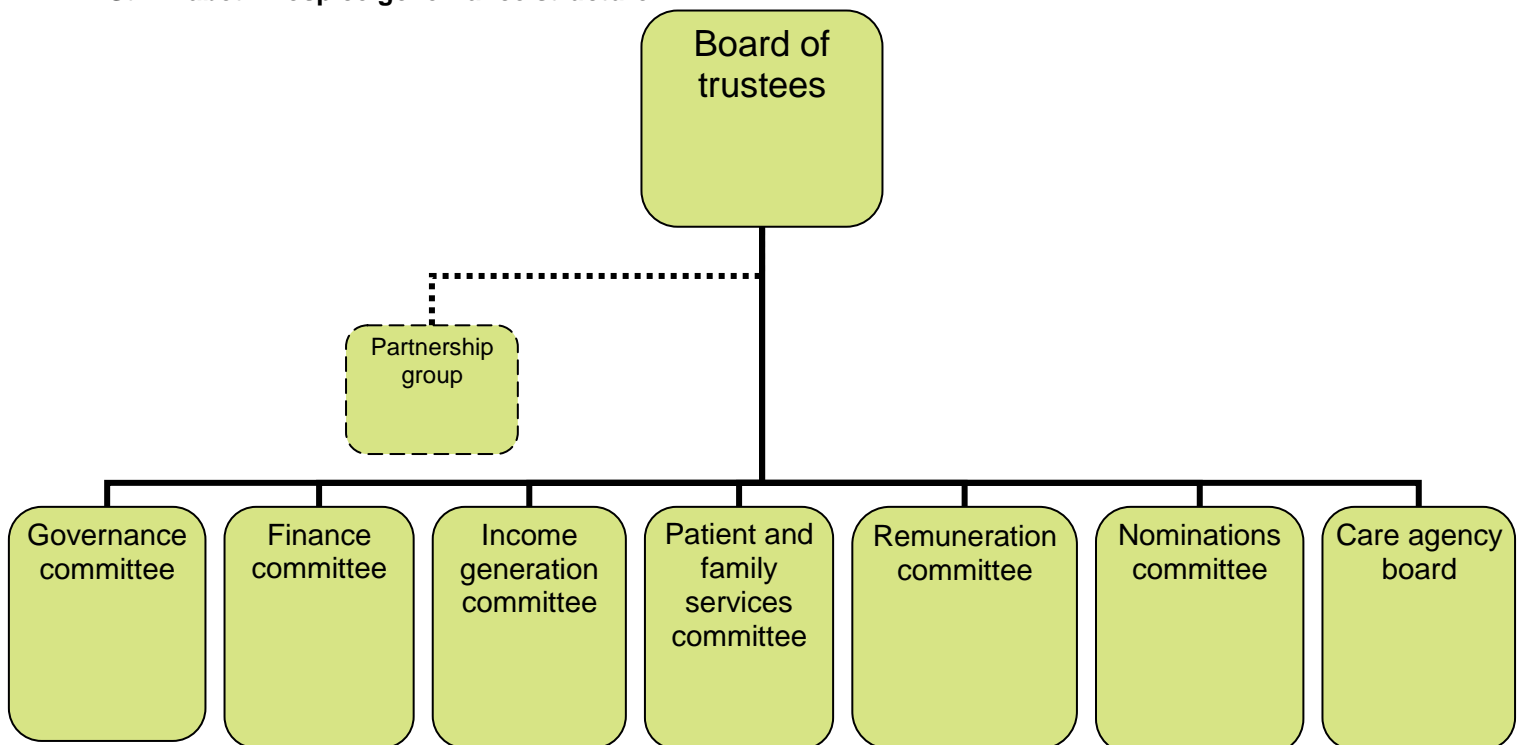 Board of
trustees
Partnership
group
Governance
committee
Finance
committee
Income
generation
committee
Patient and
family
services
committee
Remuneration
committee
Nominations
committee
Care agency
board